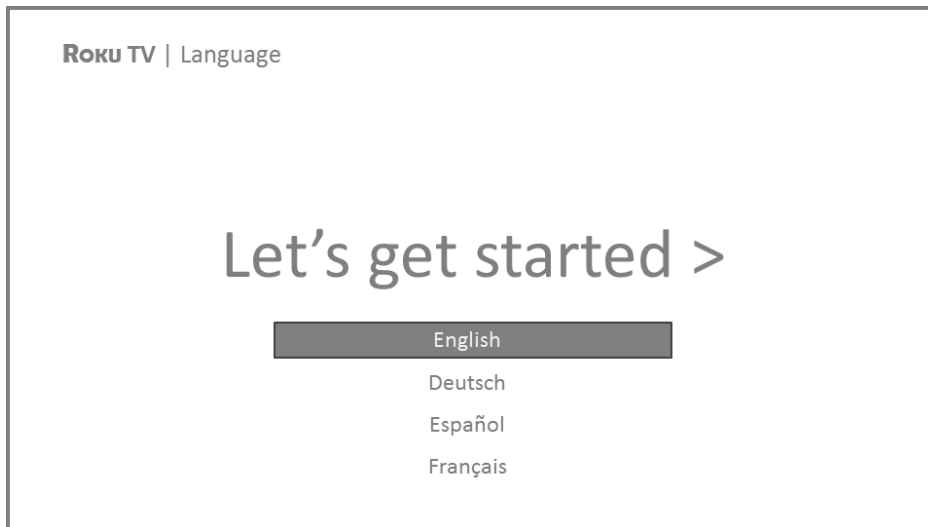 ROKU TV | Language
Let’s get started >
English
Deutsch
Español
Français